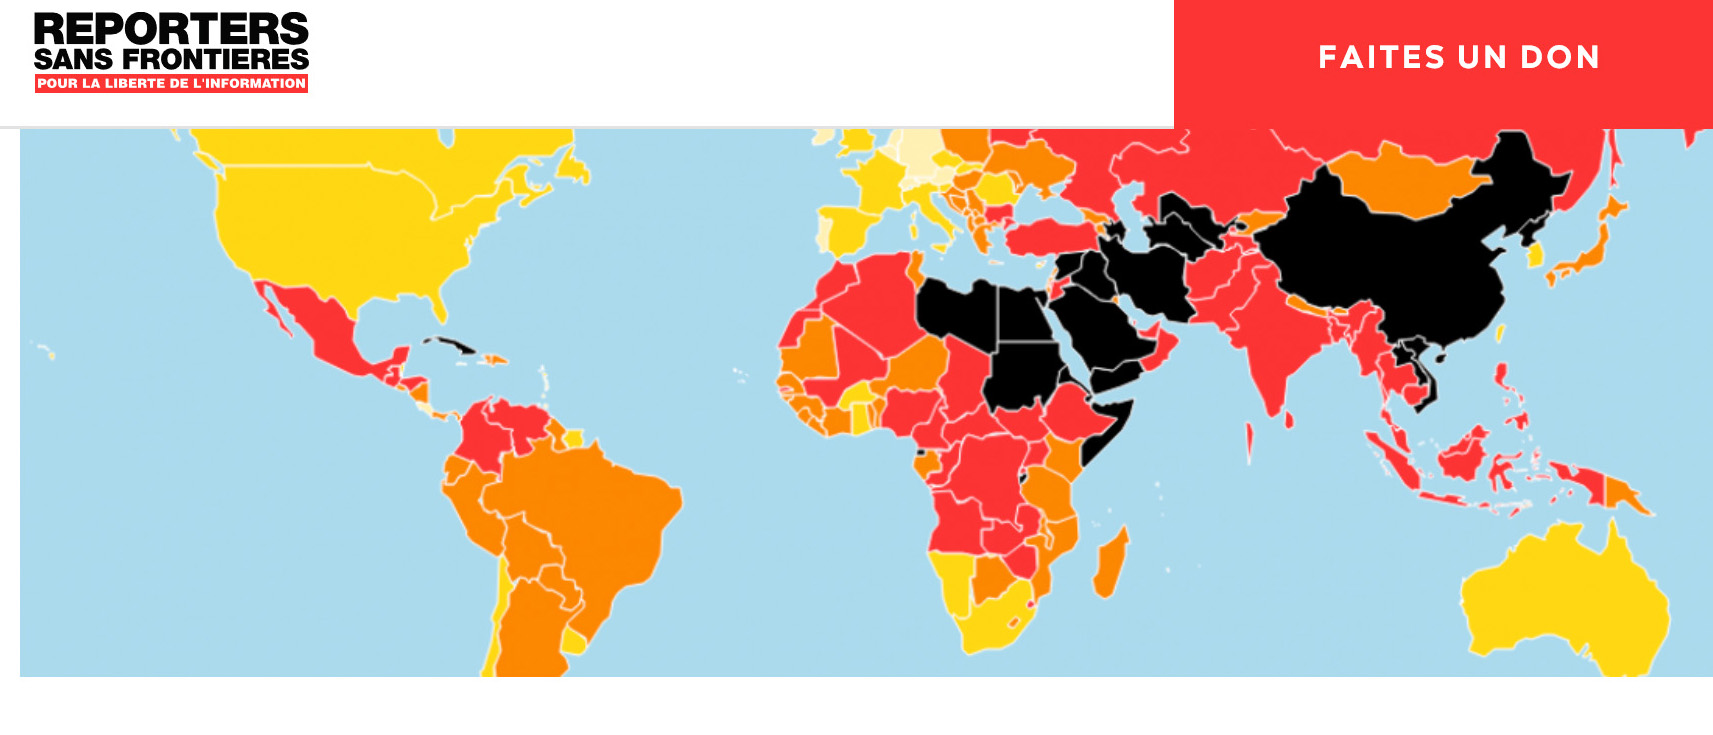 REPORTERS
SANS FRONTIERES
POUR LA LIBERTE DE L'INFORMATION
FAITES UN DON